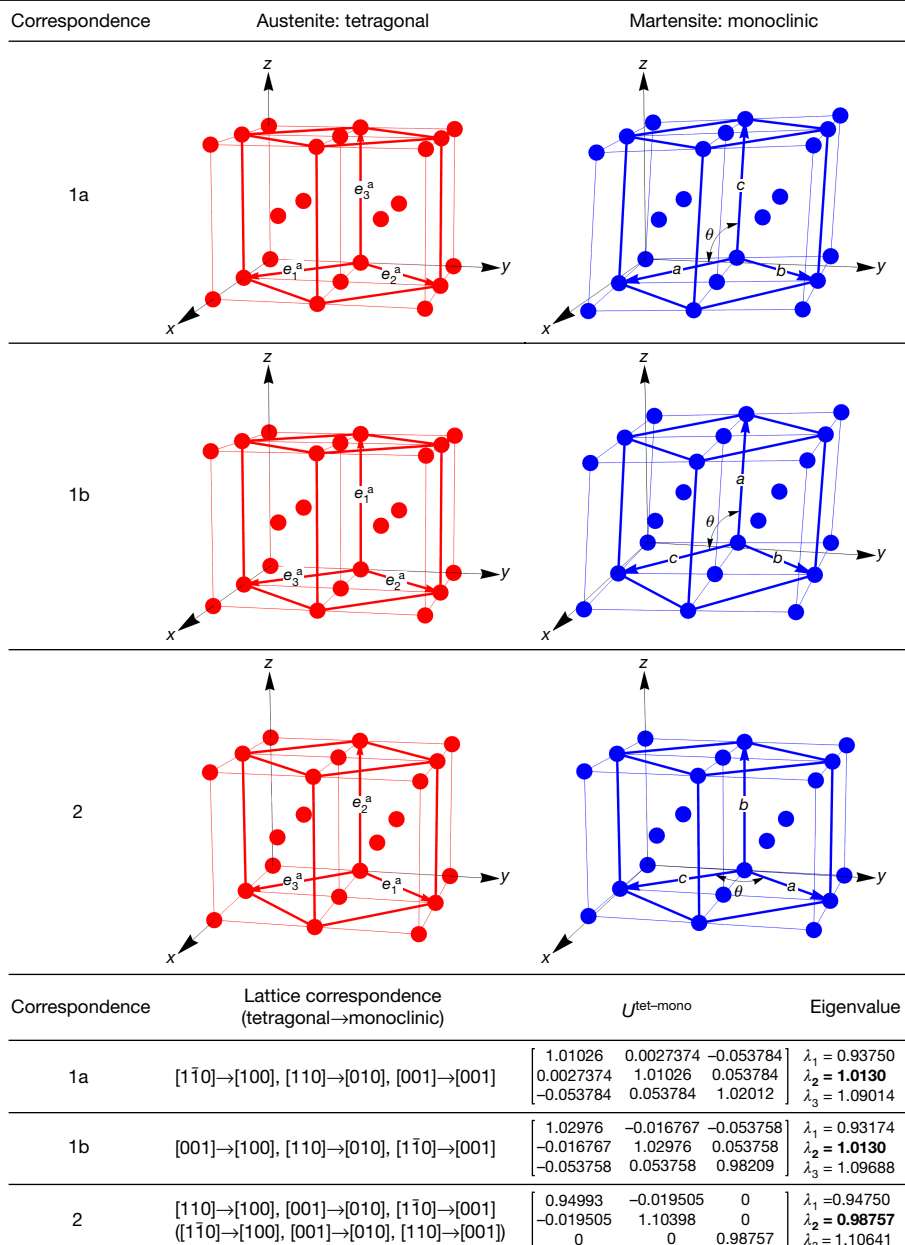 Correspondence Austenite: tetragonal Martensite: monoclinic
z z
1a
e₃ᵃ c
θ
e₁ᵃ e₂ᵃ y a b y
x x
z z
1b
e₁ᵃ a
θ
e₃ᵃ e₂ᵃ y c b y
x x
z z
2
e₂ᵃ b
e₃ᵃ e₁ᵃ y c θ a y
x x
Correspondence Lattice correspondence (tetragonal→monoclinic) U^tet–mono Eigenvalue
1.01026 0.0027374 −0.053784 λ₁ = 0.93750
1a [11̄0]→[100], [110]→[010], [001]→[001] 0.0027374 1.01026 0.053784 λ₂ = 1.0130
−0.053784 0.053784 1.02012 λ₃ = 1.09014
1.02976 −0.016767 −0.053758 λ₁ = 0.93174
1b [001]→[100], [110]→[010], [11̄0]→[001] −0.016767 1.02976 0.053758 λ₂ = 1.0130
−0.053758 0.053758 0.98209 λ₃ = 1.09688
[110]→[100], [001]→[010], [11̄0]→[001] 0.94993 −0.019505 0 λ₁ =0.94750
2 ([11̄0]→[100], [001]→[010], [110]→[001]) −0.019505 1.10398 0 λ₂ = 0.98757
0 0 0.98757 λ₃ = 1.10641